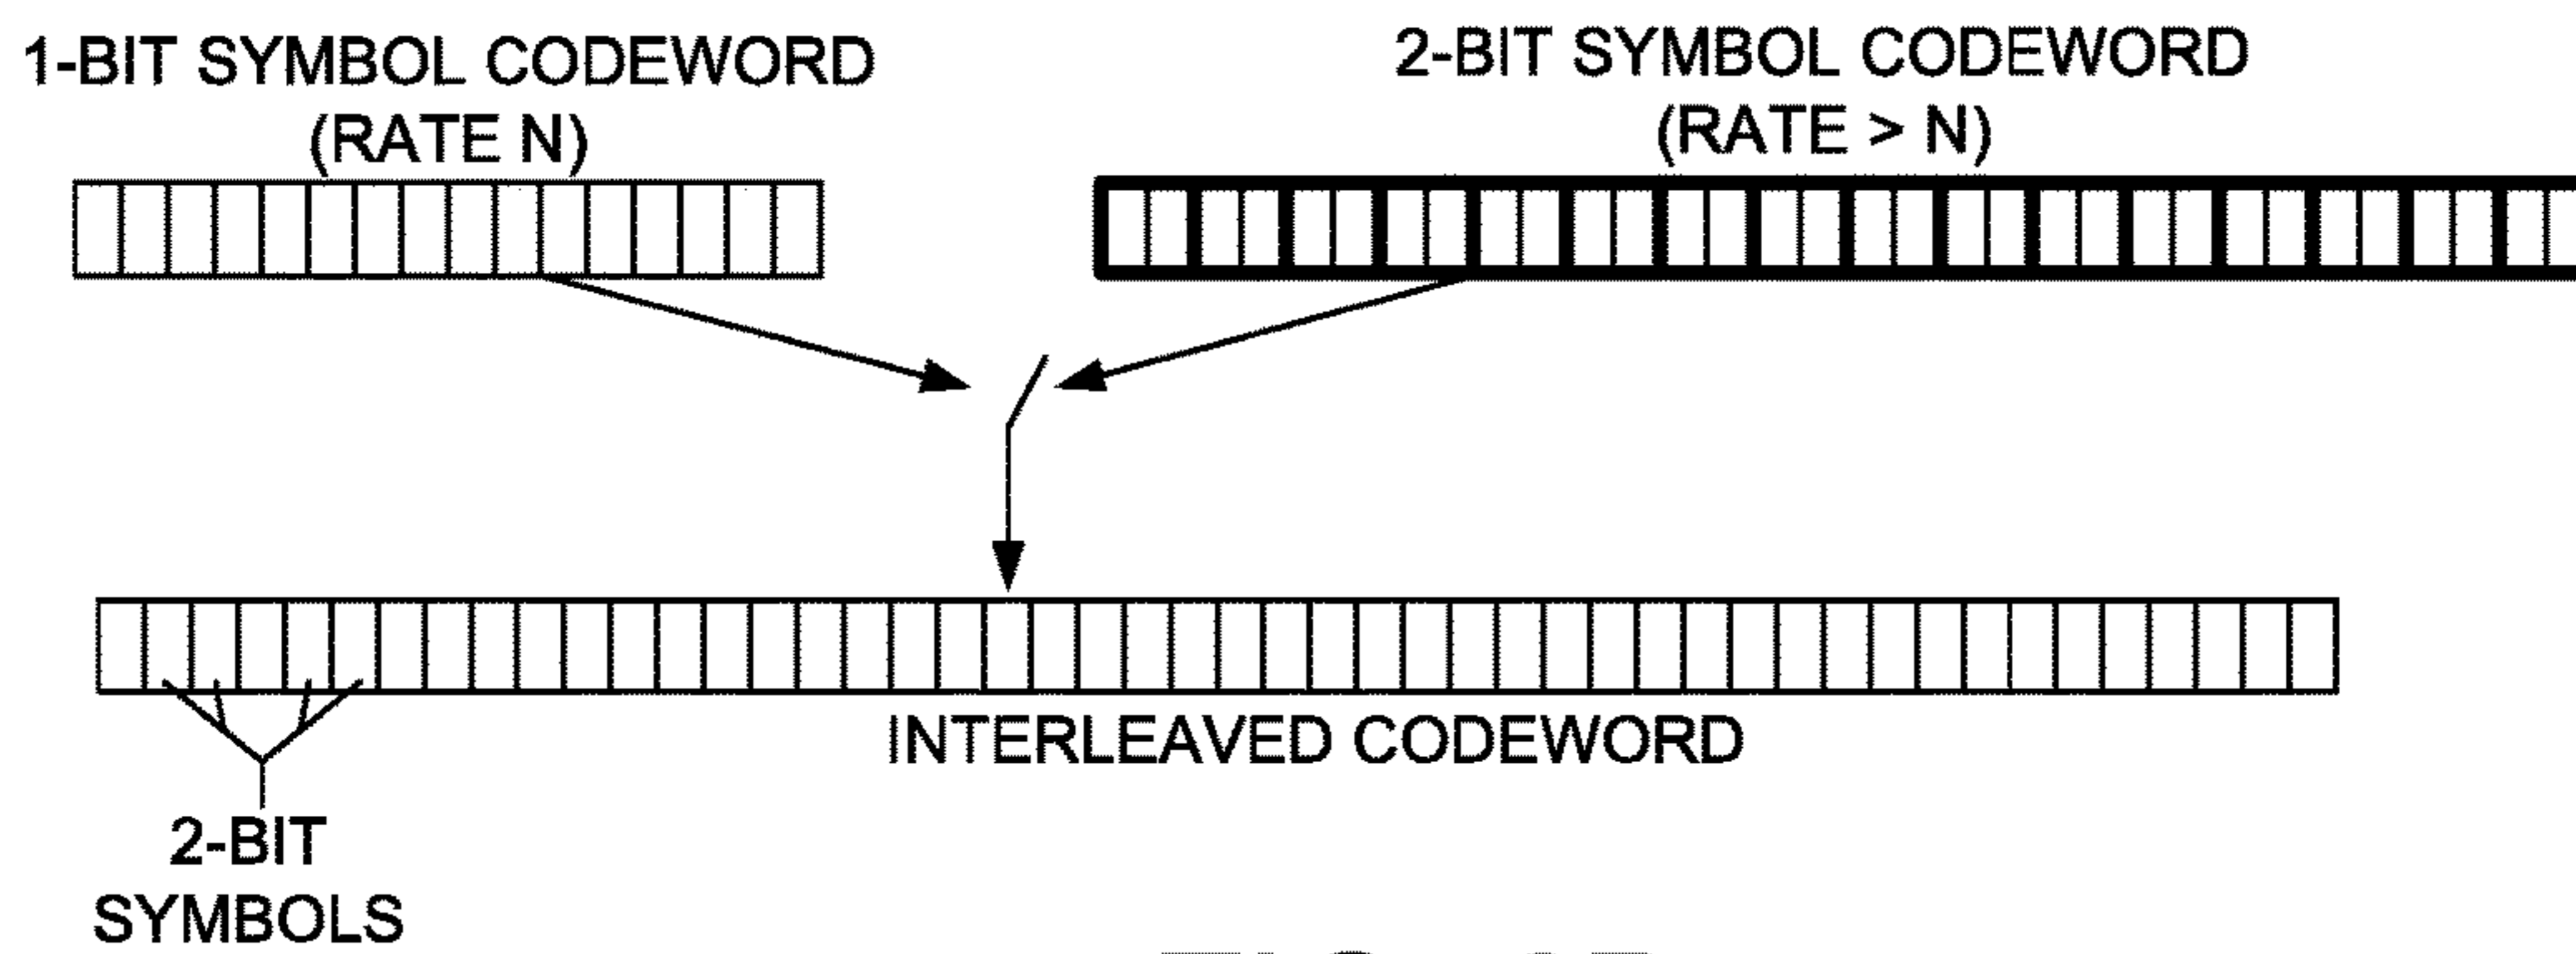 1-BIT SYMBOL CODEWORD
(RATE N)
2-BIT SYMBOL CODEWORD
(RATE > N)
INTERLEAVED CODEWORD
2-BIT
SYMBOLS